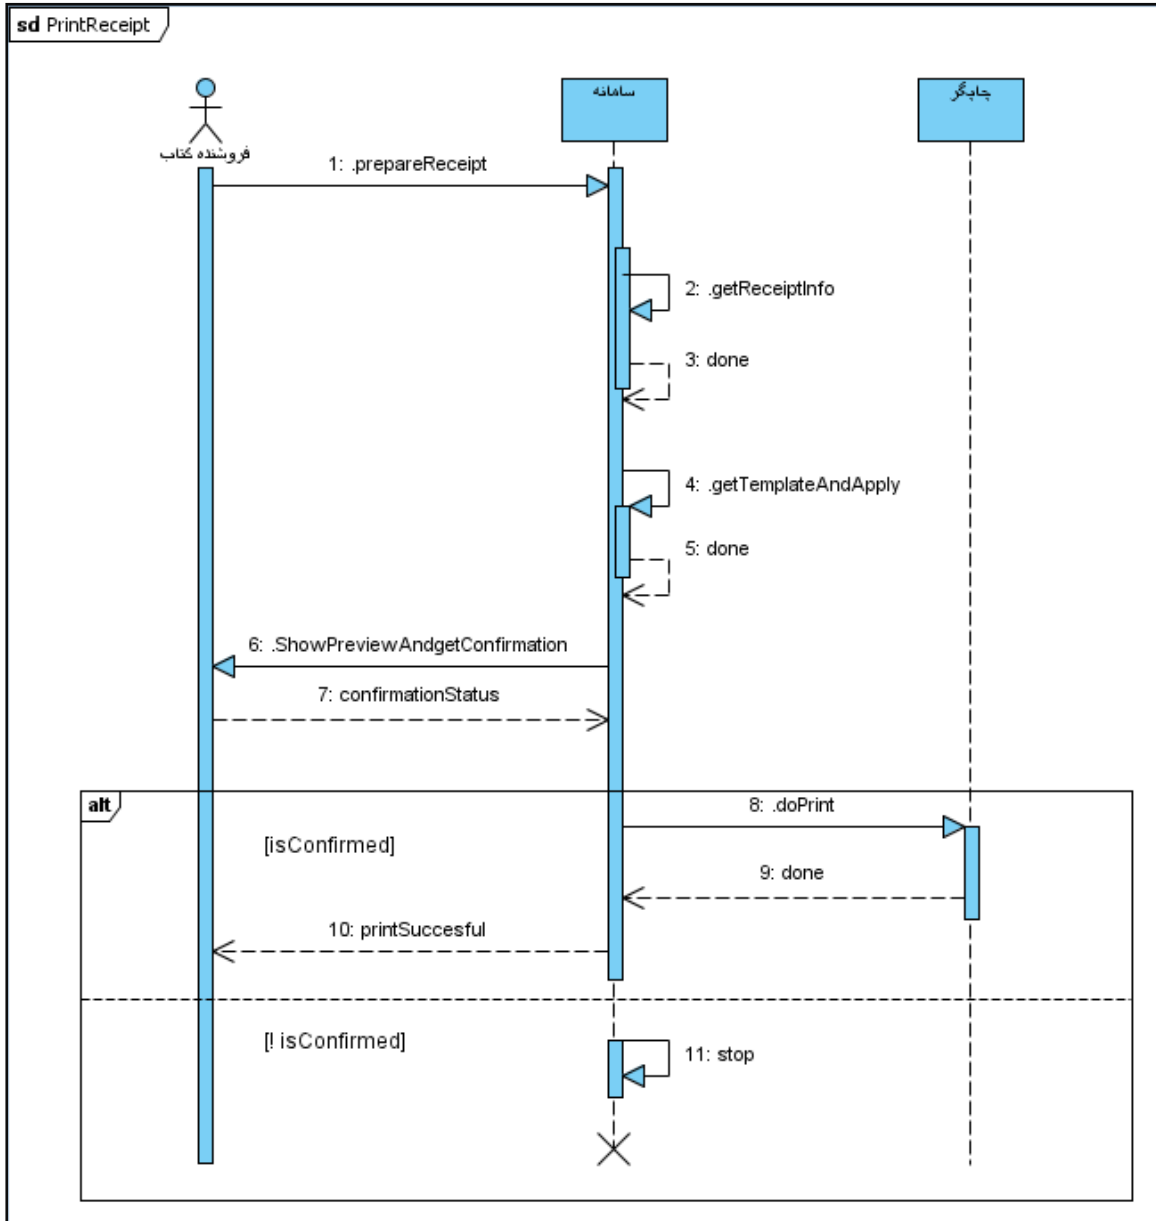 sd PrintReceipt
فروشنده کتاب
سامانه
چاپگر
1: .prepareReceipt
2: .getReceiptInfo
3: done
4: .getTemplateAndApply
5: done
6: .ShowPreviewAndgetConfirmation
7: confirmationStatus
alt
8: .doPrint
[isConfirmed]
9: done
10: printSuccesful
[! isConfirmed]
11: stop